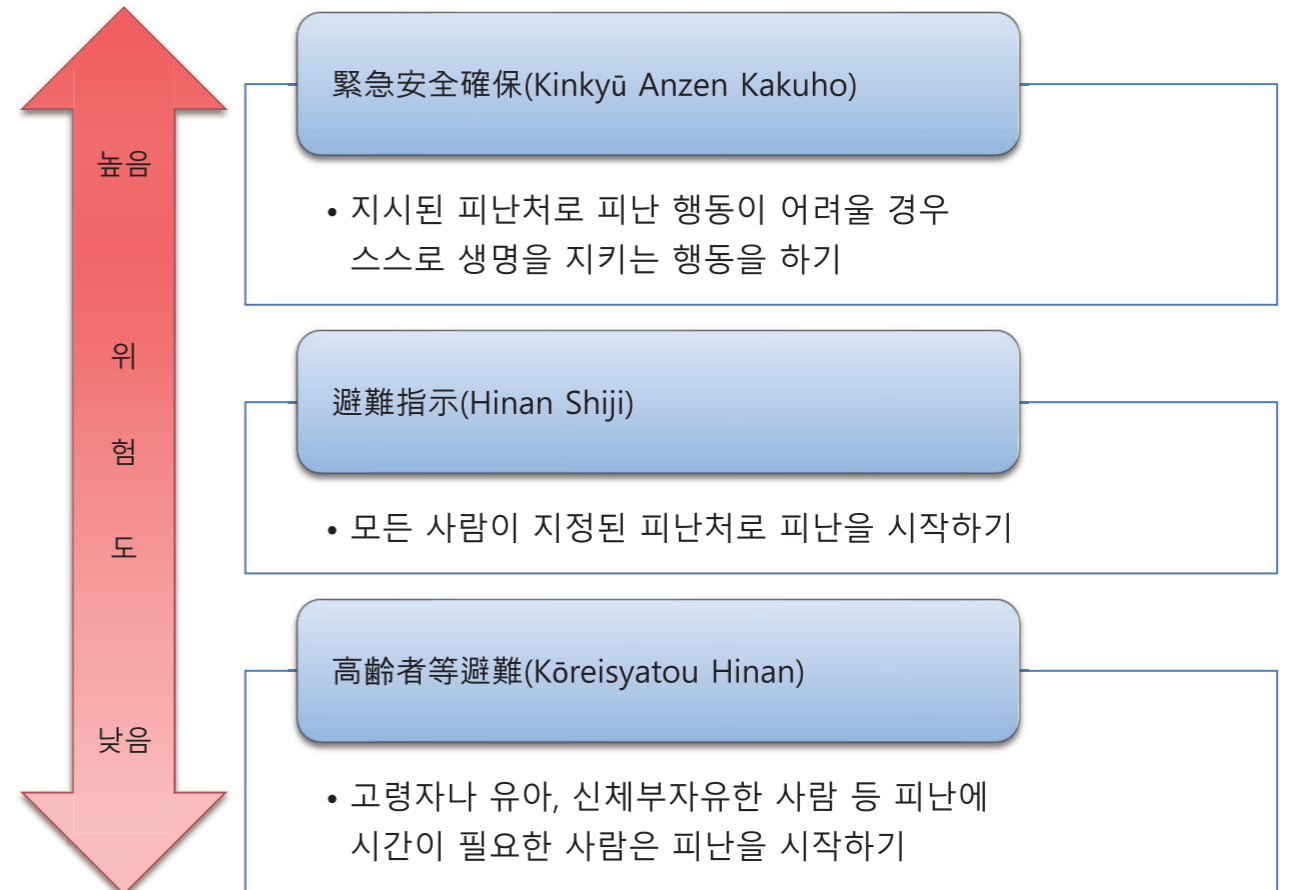 높음
위
험
도
낮음
緊急安全確保(Kinkyū Anzen Kakuho)
• 지시된 피난처로 피난 행동이 어려울 경우
스스로 생명을 지키는 행동을 하기
避難指示(Hinan Shiji)
• 모든 사람이 지정된 피난처로 피난을 시작하기
高齢者等避難(Kōreisyatou Hinan)
• 고령자나 유아, 신체부자유한 사람 등 피난에
시간이 필요한 사람은 피난을 시작하기